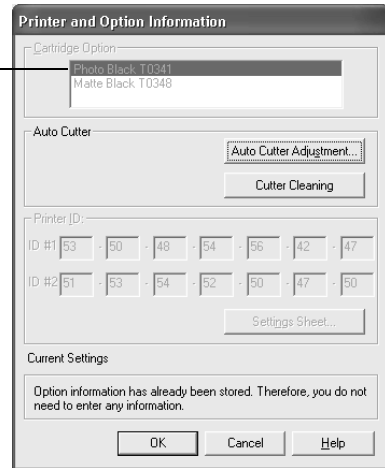 Printer and Option Information
Cartridge Option
Photo Black T0341
Matte Black T0348
Auto Cutter
Auto Cutter Adjustment...
Cutter Cleaning
Printer ID:
ID #1 53 - 50 - 48 - 54 - 56 - 42 - 47
ID #2 51 - 53 - 54 - 52 - 50 - 47 - 50
Settings Sheet...
Current Settings
Option information has already been stored. Therefore, you do not
need to enter any information.
OK Cancel Help